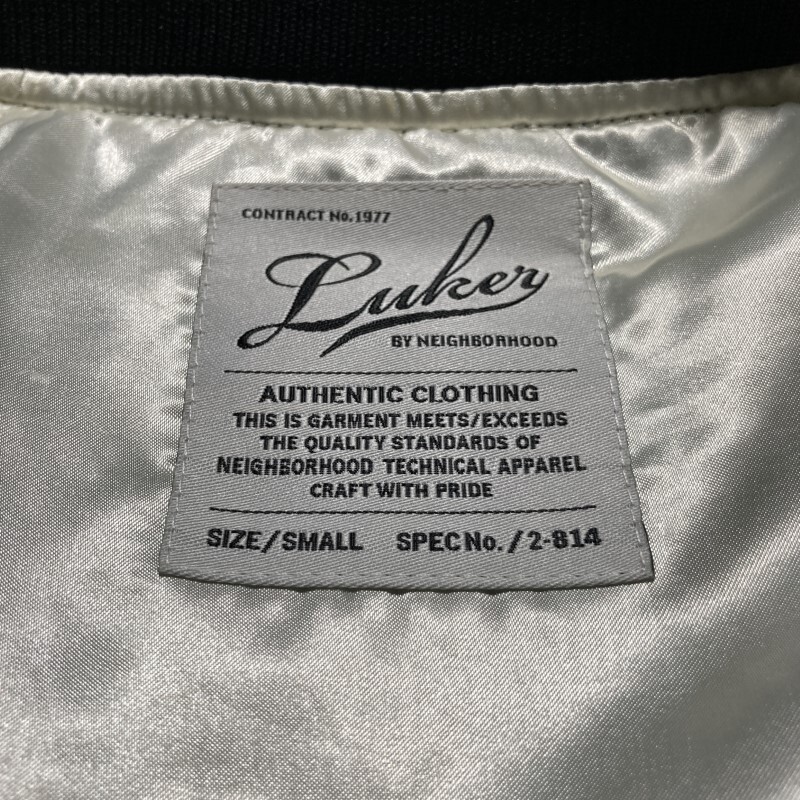 CONTRACT No.1977
Luker
BY NEIGHBORHOOD
AUTHENTIC CLOTHING
THIS IS GARMENT MEETS/EXCEEDS
THE QUALITY STANDARDS OF
NEIGHBORHOOD TECHNICAL APPAREL
CRAFT WITH PRIDE
SIZE/SMALL SPEC No./2-814